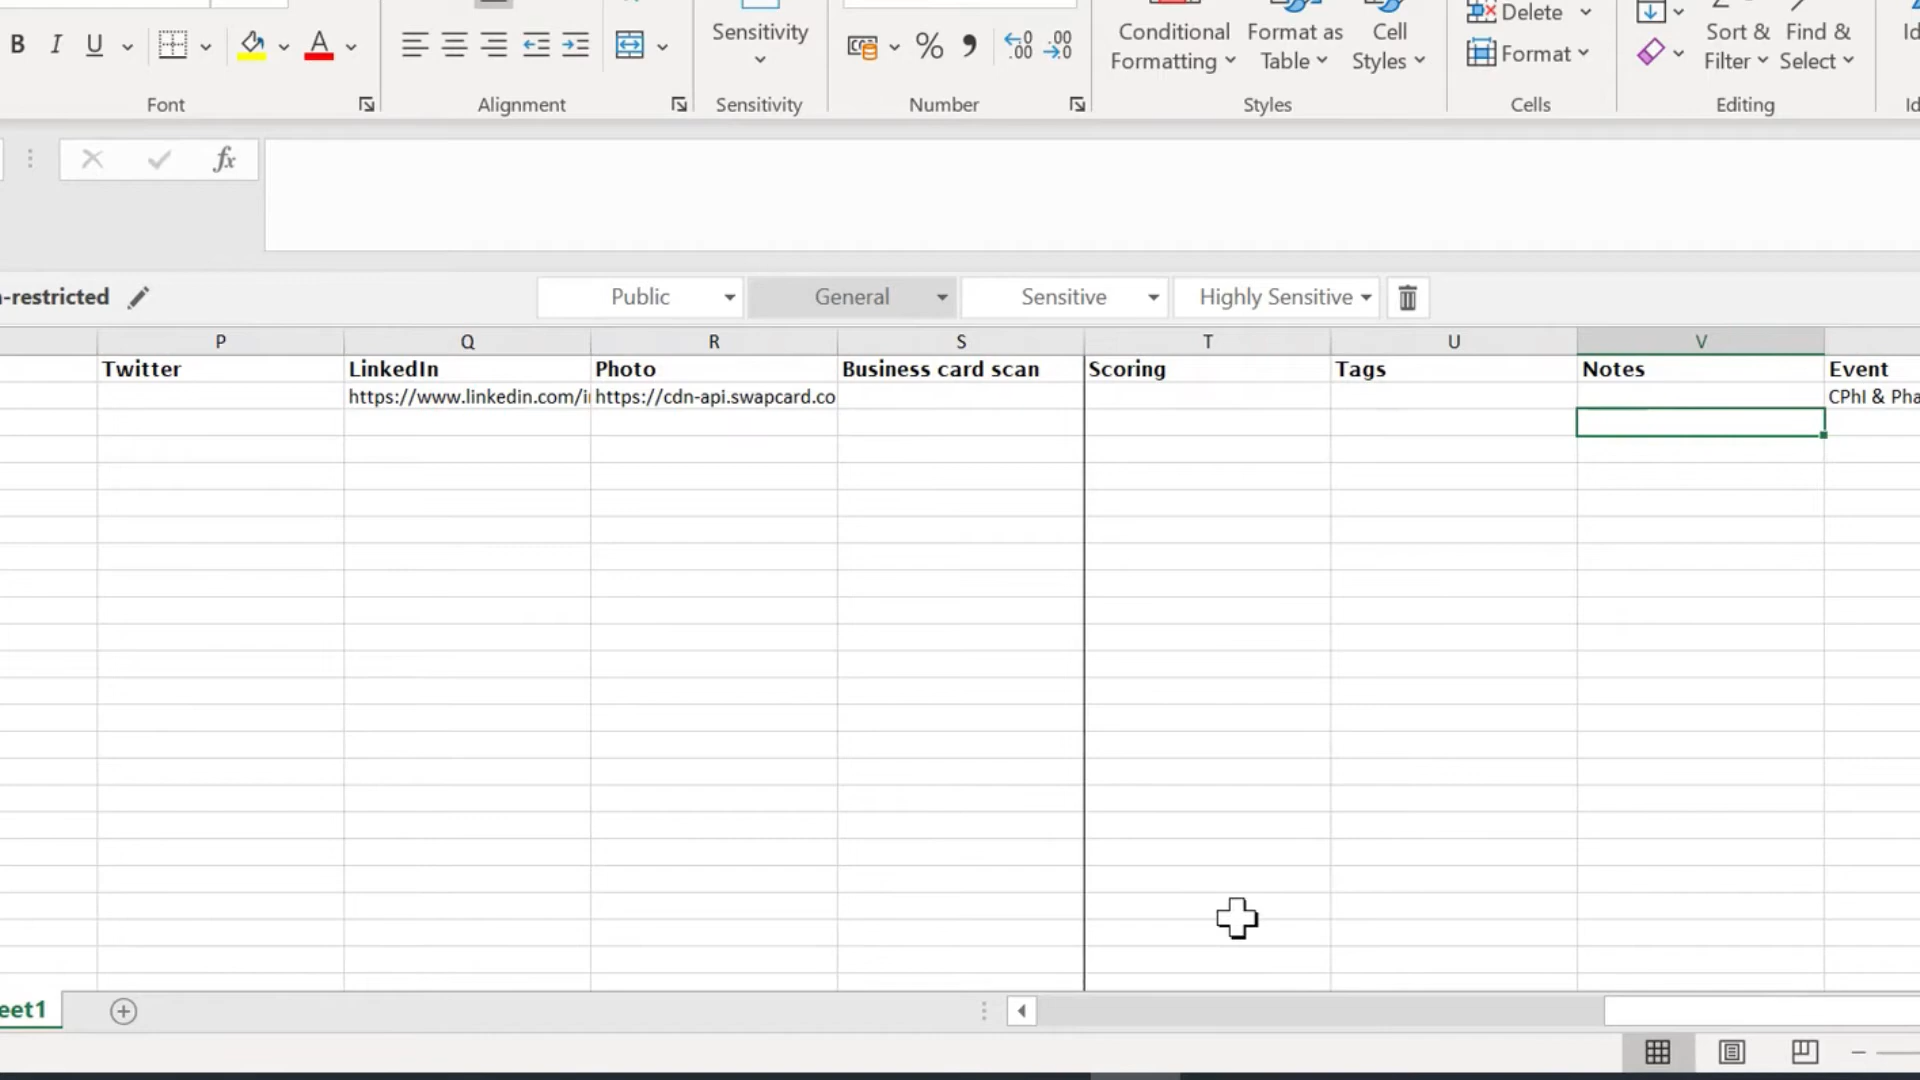 Sensitivity
Conditional
Formatting
Format as
Table
Cell
Styles
Delete
Format
Sort &
Filter
Find &
Select
B I U A
% ,
.00
Font
Alignment
Sensitivity
Number
Styles
Cells
Editing
fx
-restricted
Public
General
Sensitive
Highly Sensitive
P Q R S T U V
Twitter LinkedIn Photo Business card scan Scoring Tags Notes Event
https://www.linkedin.com/i https://cdn-api.swapcard.co CPhI & Pha
eet1